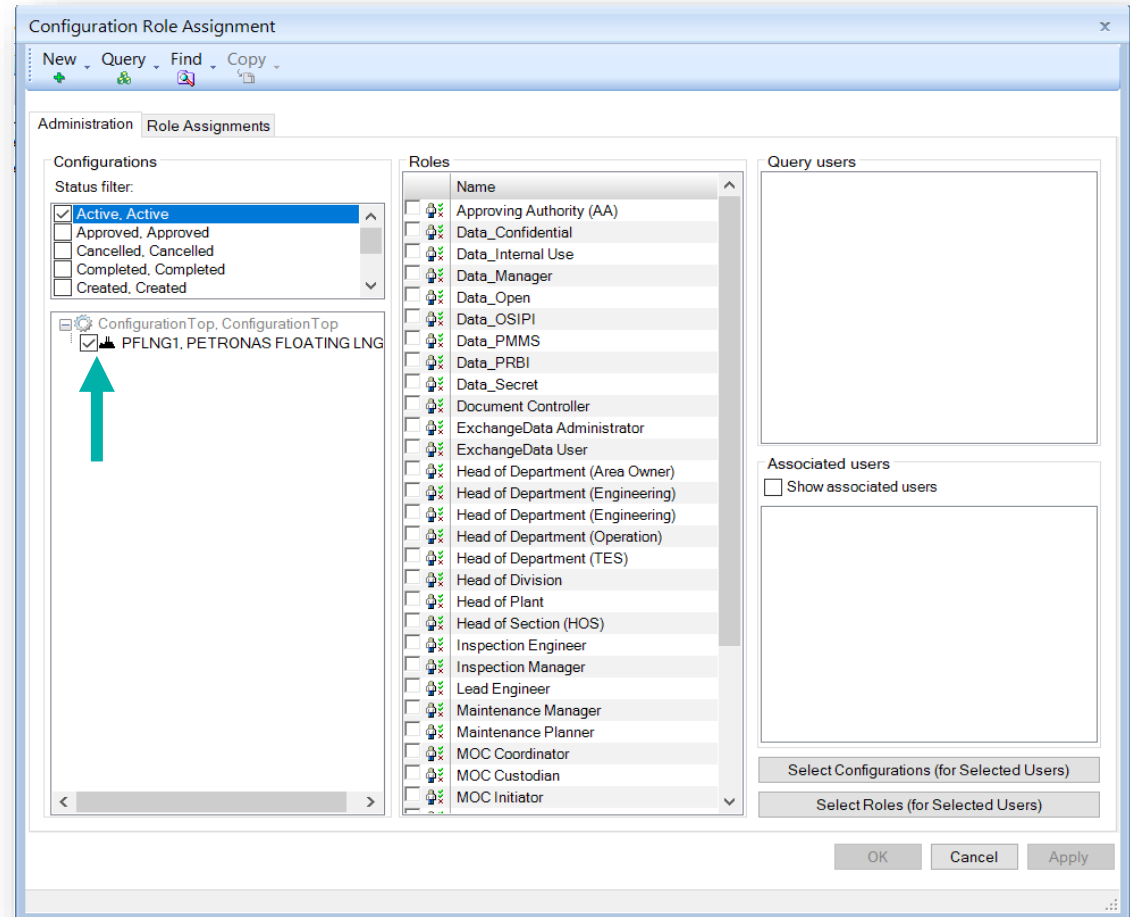 Configuration Role Assignment
x
New Query Find Copy
Administration Role Assignments
Configurations
Status filter:
Active, Active
Approved, Approved
Cancelled, Cancelled
Completed, Completed
Created, Created
ConfigurationTop, ConfigurationTop
PFLNG1, PETRONAS FLOATING LNG
Roles
Name
Approving Authority (AA)
Data_Confidential
Data_Internal Use
Data_Manager
Data_Open
Data_OSIPI
Data_PMMS
Data_PRBI
Data_Secret
Document Controller
ExchangeData Administrator
ExchangeData User
Head of Department (Area Owner)
Head of Department (Engineering)
Head of Department (Engineering)
Head of Department (Operation)
Head of Department (TES)
Head of Division
Head of Plant
Head of Section (HOS)
Inspection Engineer
Inspection Manager
Lead Engineer
Maintenance Manager
Maintenance Planner
MOC Coordinator
MOC Custodian
MOC Initiator
Query users
Associated users
Show associated users
Select Configurations (for Selected Users)
Select Roles (for Selected Users)
OK Cancel Apply